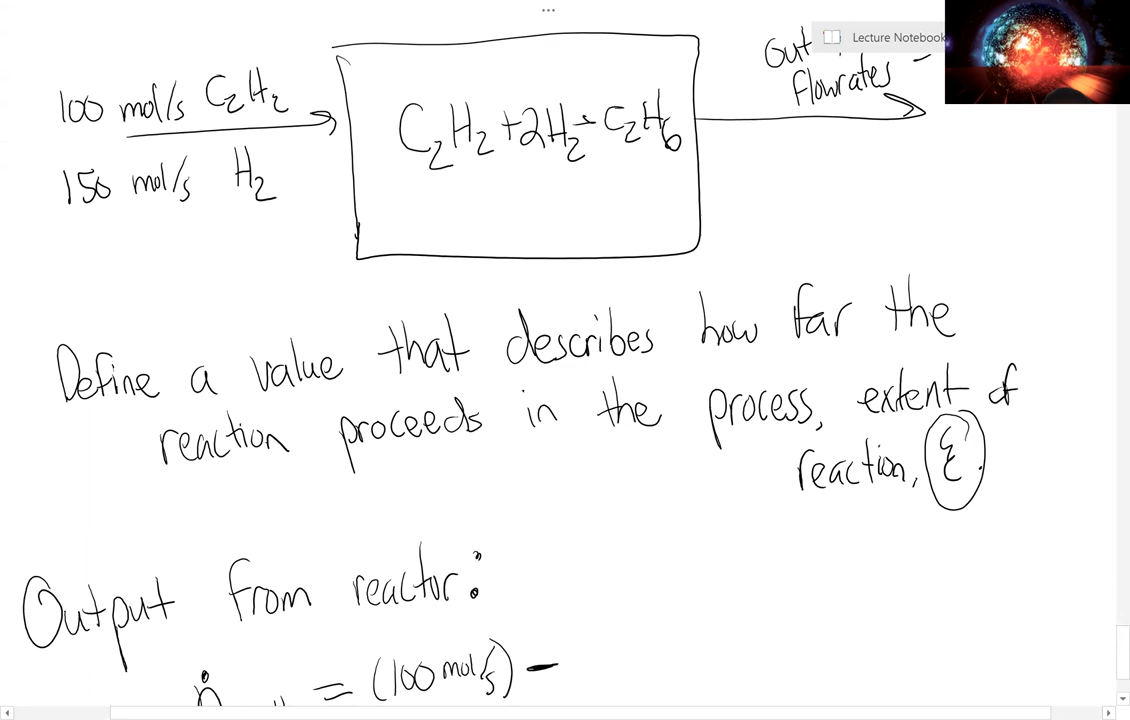 100 mol/s C₂H₂
150 mol/s H₂
C₂H₂ + 2H₂ → C₂H₆
flowrates
Lecture Notebook
Define a value that describes how far the
reaction proceeds in the process, extent of
reaction, ξ.
Output from reactor:
ṅ = (100 mol/s) -